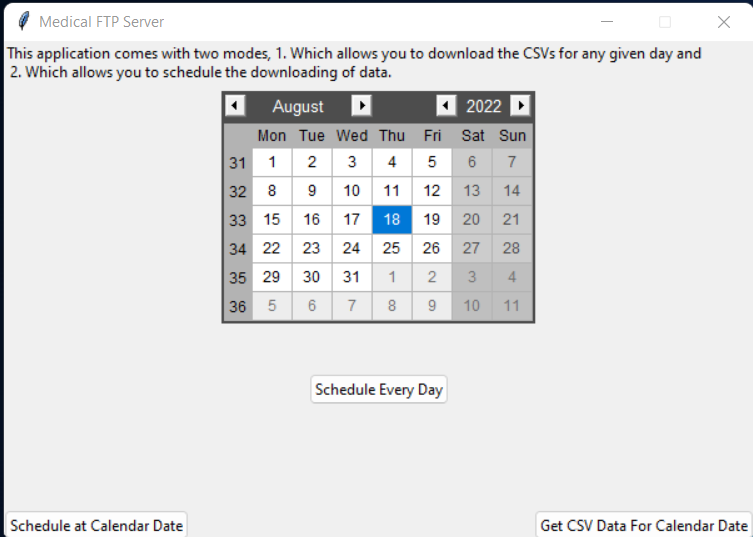 Medical FTP Server
This application comes with two modes, 1. Which allows you to download the CSVs for any given day and
2. Which allows you to schedule the downloading of data.
August 2022
Mon Tue Wed Thu Fri Sat Sun
31 1 2 3 4 5 6 7
32 8 9 10 11 12 13 14
33 15 16 17 18 19 20 21
34 22 23 24 25 26 27 28
35 29 30 31 1 2 3 4
36 5 6 7 8 9 10 11
Schedule Every Day
Schedule at Calendar Date Get CSV Data For Calendar Date